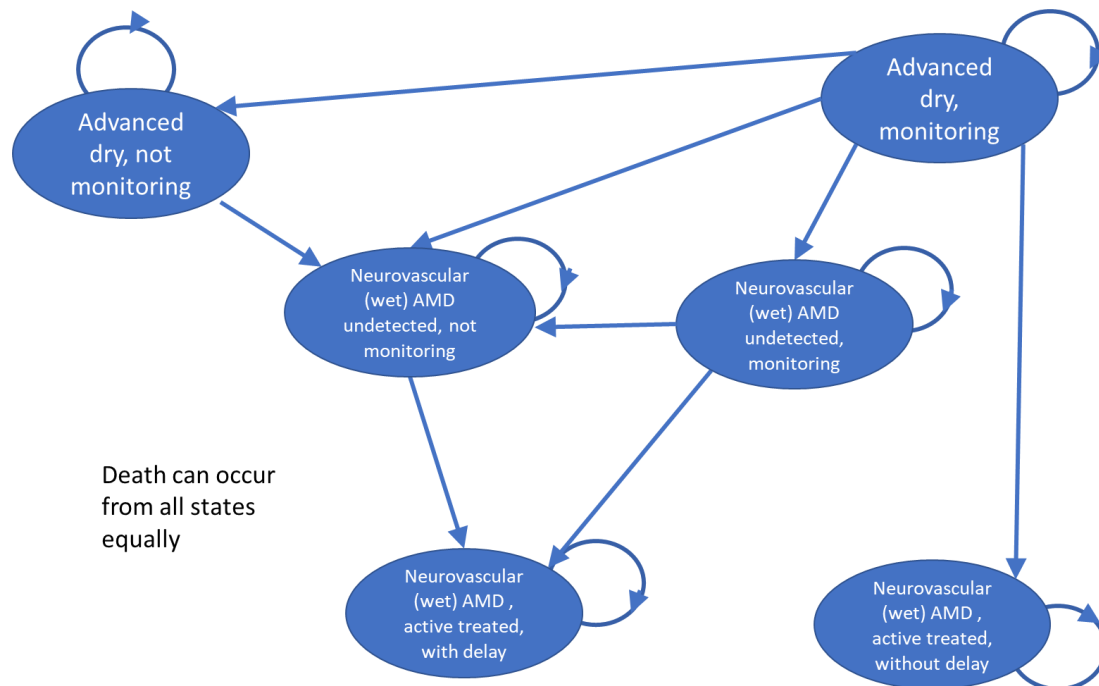 Advanced
dry, not
monitoring
Advanced
dry,
monitoring
Neurovascular
(wet) AMD
undetected, not
monitoring
Neurovascular
(wet) AMD
undetected,
monitoring
Death can occur
from all states
equally
Neurovascular
(wet) AMD ,
active treated,
with delay
Neurovascular
(wet) AMD ,
active treated,
without delay